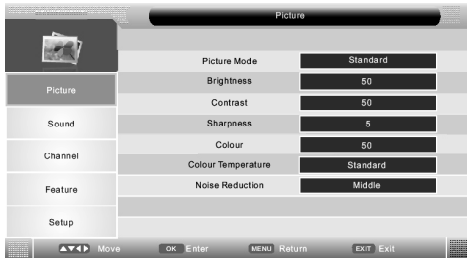 Picture
Picture
Sound
Channel
Feature
Setup
Picture Mode Standard
Brightness 50
Contrast 50
Sharpness 5
Colour 50
Colour Temperature Standard
Noise Reduction Middle
▲▼◀▶ Move OK Enter MENU Return EXIT Exit